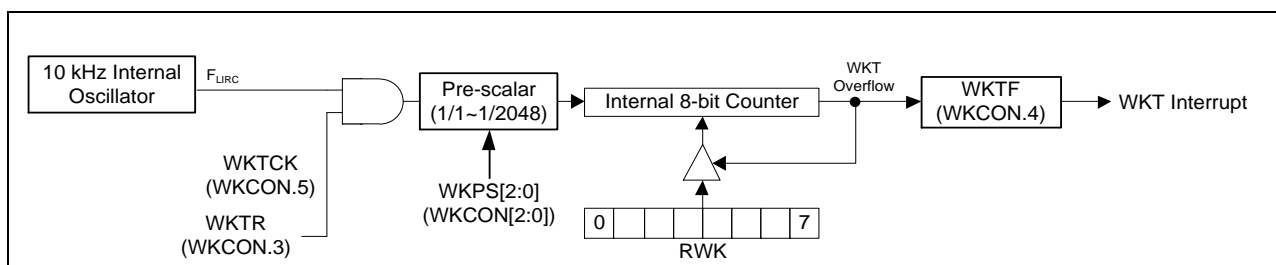 10 kHz Internal
Oscillator
FLIRC
WKTCK
(WKCON.5)
WKTR
(WKCON.3)
Pre-scalar
(1/1~1/2048)
WKPS[2:0]
(WKCON[2:0])
Internal 8-bit Counter
0 7
RWK
WKT
Overflow
WKTF
(WKCON.4)
WKT Interrupt